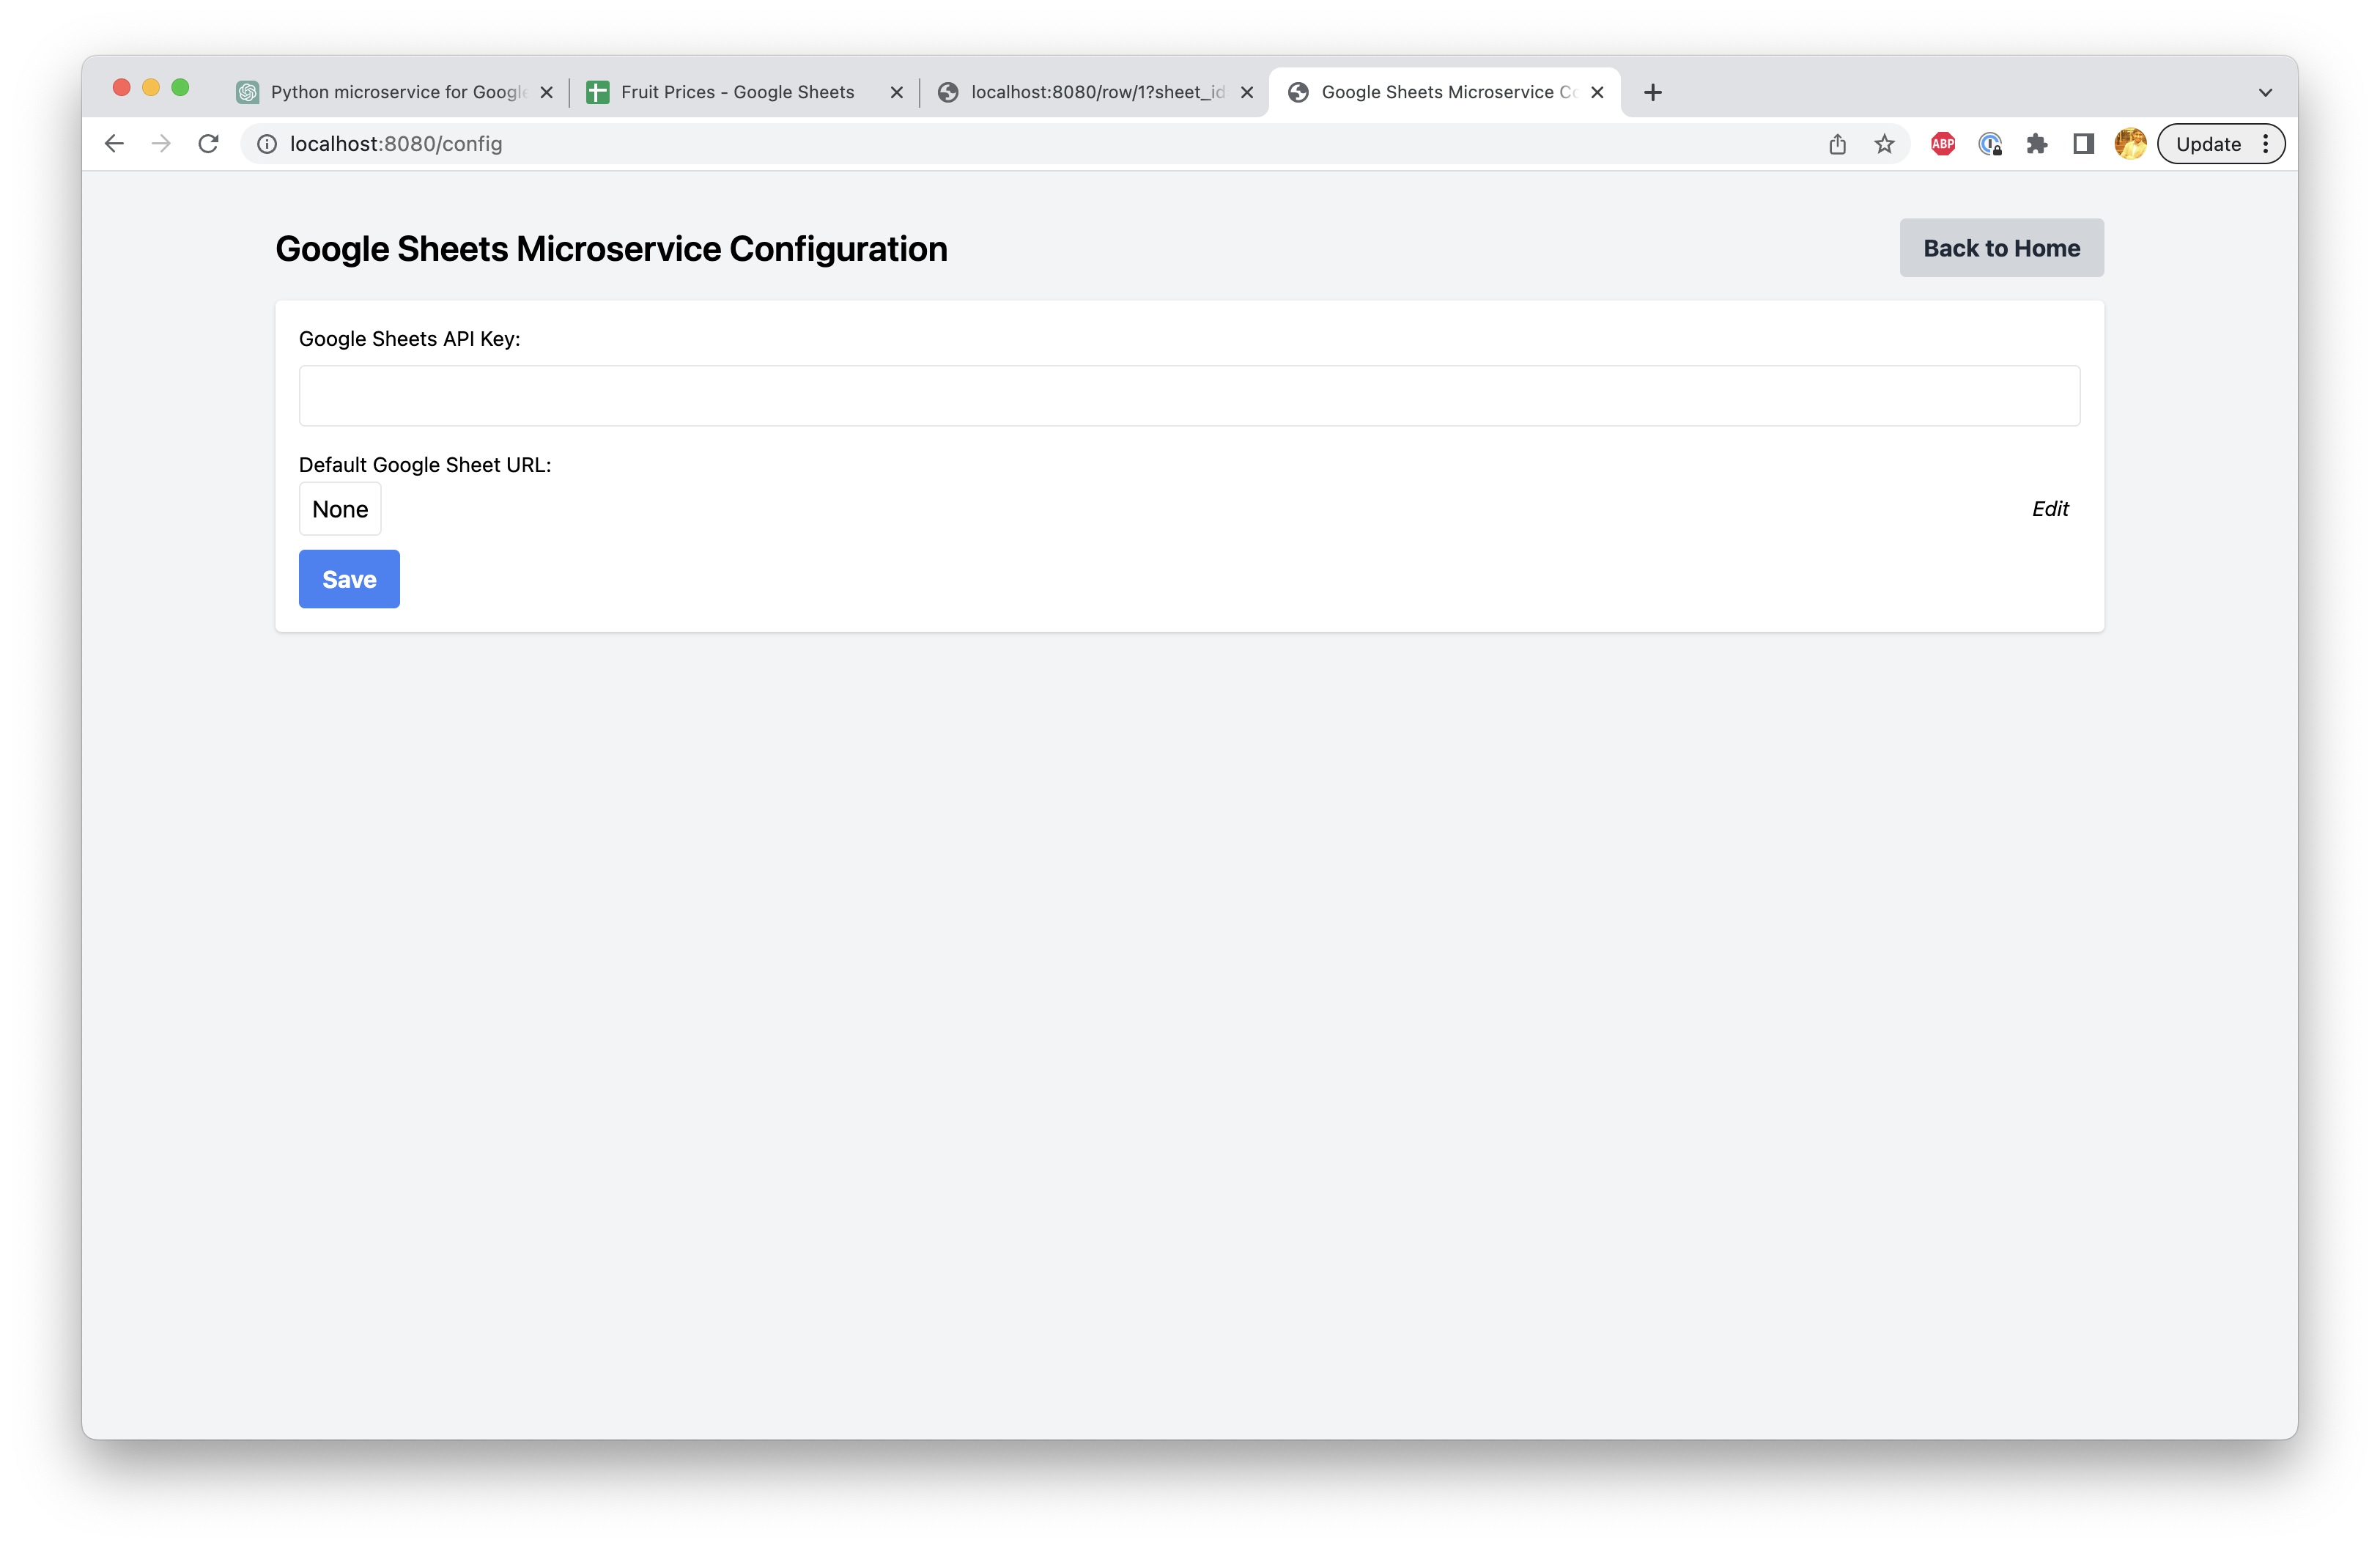 Python microservice for Google
Fruit Prices - Google Sheets
localhost:8080/row/1?sheet_id
Google Sheets Microservice Co
localhost:8080/config
ABP
Update
Google Sheets Microservice Configuration
Back to Home
Google Sheets API Key:
Default Google Sheet URL:
None
Edit
Save